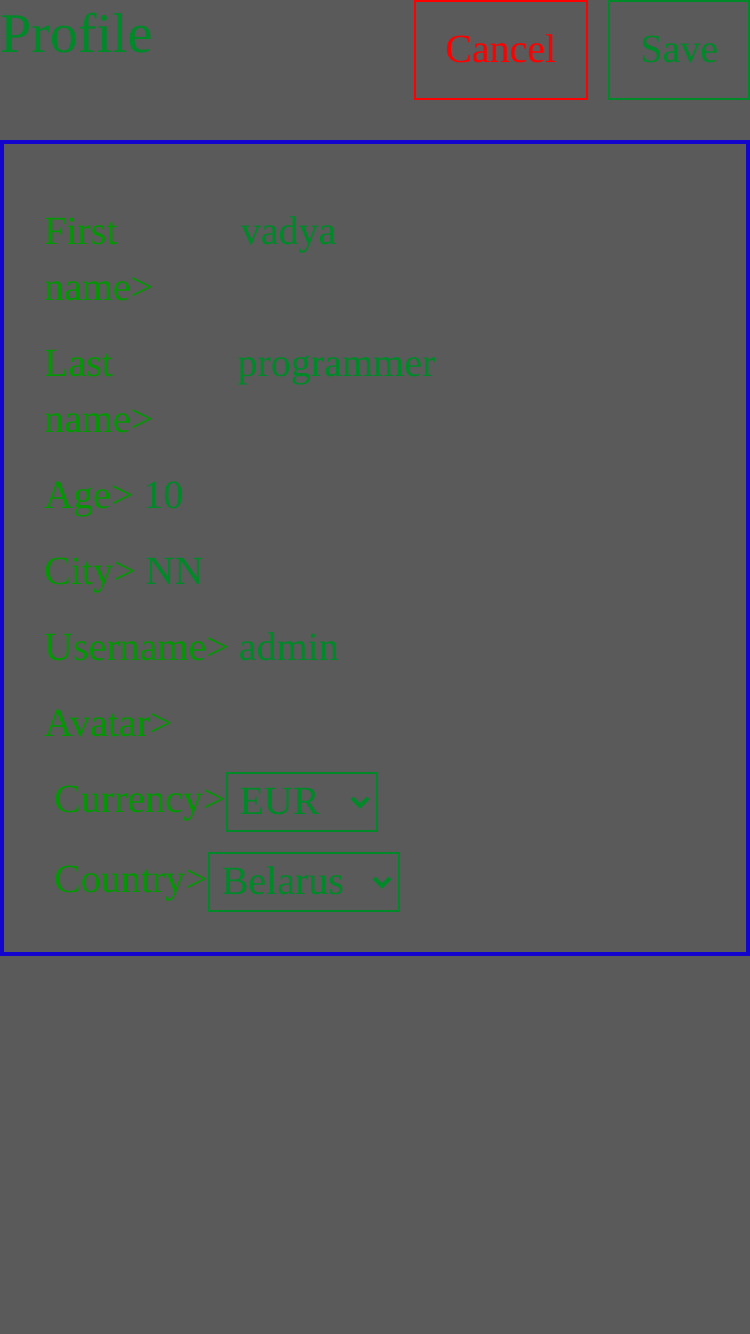 Profile Cancel Save
First vadya
name>
Last programmer
name>
Age> 10
City> NN
Username> admin
Avatar>
Currency> EUR
Country> Belarus